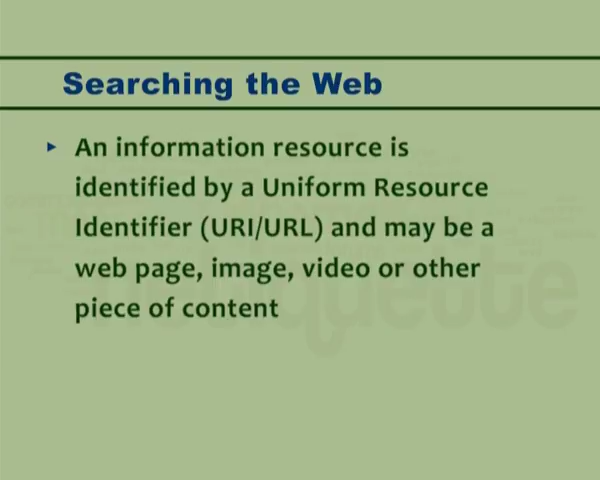 Searching the Web
An information resource is
identified by a Uniform Resource
Identifier (URI/URL) and may be a
web page, image, video or other
piece of content
netiquette